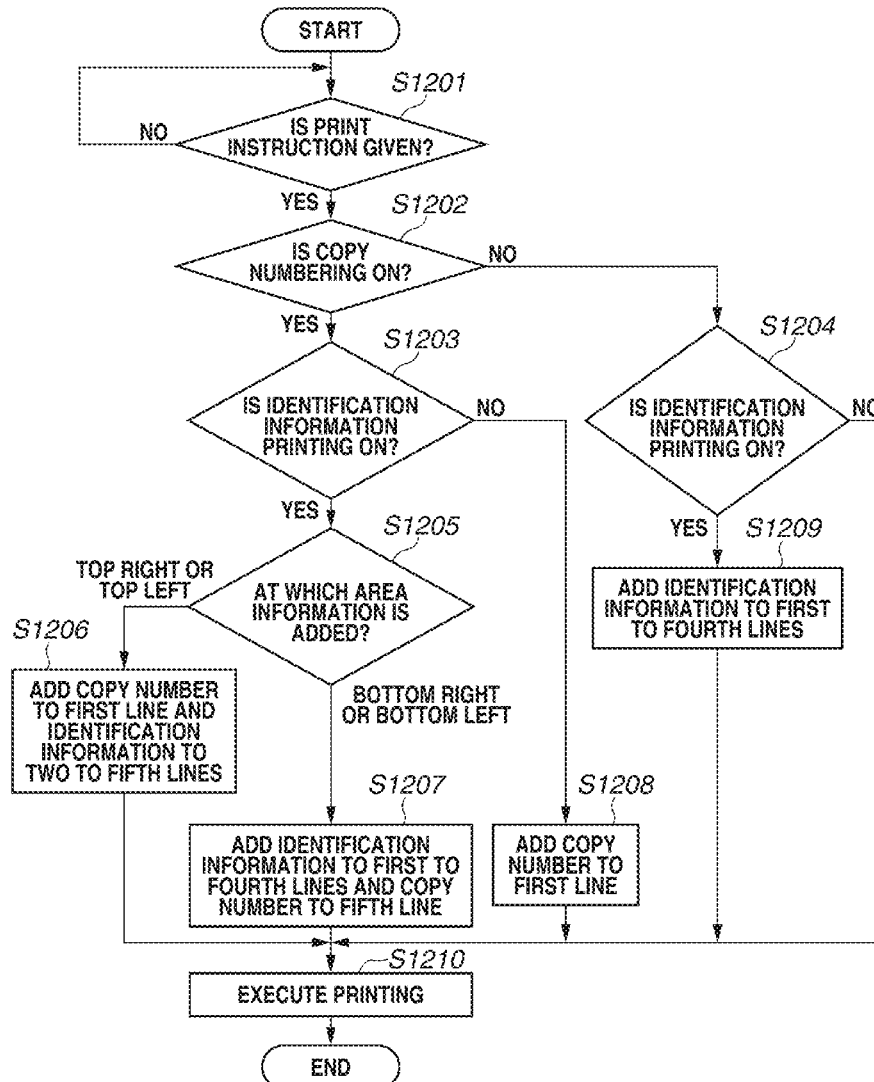 START
S1201
NO
IS PRINT
INSTRUCTION GIVEN?
YES
S1202
IS COPY
NUMBERING ON?
NO
YES
S1203
S1204
IS IDENTIFICATION
INFORMATION
PRINTING ON?
NO
IS IDENTIFICATION
INFORMATION
PRINTING ON?
NO
YES
S1205
YES
S1209
TOP RIGHT OR
TOP LEFT
AT WHICH AREA
INFORMATION IS
ADDED?
ADD IDENTIFICATION
INFORMATION TO FIRST
TO FOURTH LINES
S1206
ADD COPY NUMBER
TO FIRST LINE AND
IDENTIFICATION
INFORMATION TO
TWO TO FIFTH LINES
BOTTOM RIGHT
OR BOTTOM LEFT
S1207
S1208
ADD IDENTIFICATION
INFORMATION TO FIRST TO
FOURTH LINES AND COPY
NUMBER TO FIFTH LINE
ADD COPY
NUMBER TO
FIRST LINE
S1210
EXECUTE PRINTING
END